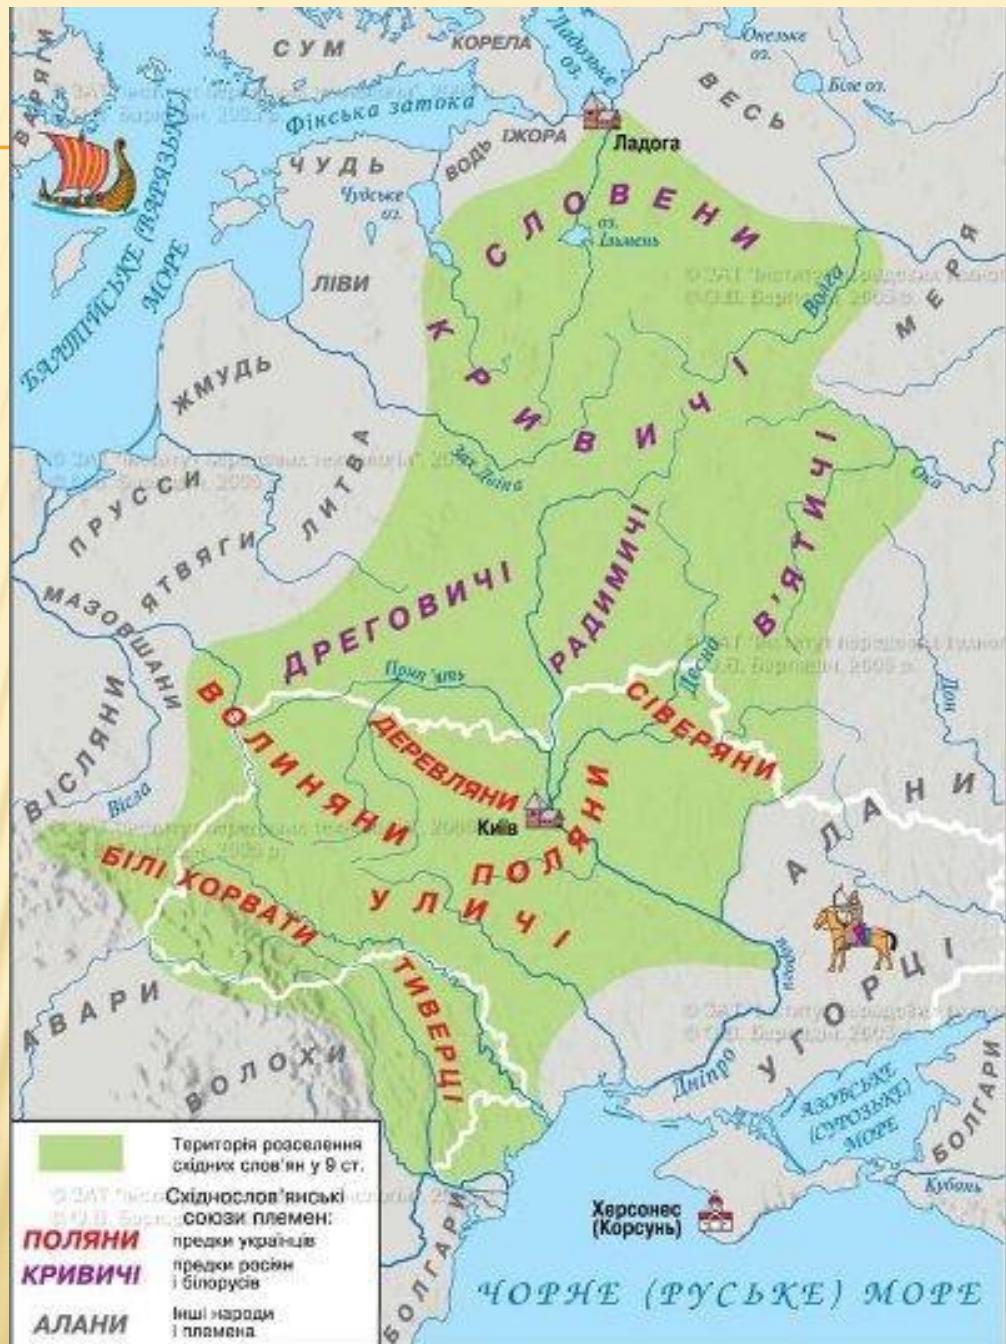 ВАРЯГИ
СУМ
КОРЕЛА
Ладозьке
оз.
Онезьке
оз.
Біле оз.
ВЕСЬ
Фінська затока
ІЖОРА
ВОДЬ
Ладога
ЧУДЬ
Чудське
оз.
СЛОВЕНИ
оз.
Ільмень
БАЛТІЙСЬКЕ (ВАРЯЗЬКЕ)
МОРЕ
ЛІВИ
Волга
МЕРЯ
КРИВИЧІ
ЖМУДЬ
Зах. Двіна
ЛИТВА
В'ЯТИЧІ
Ока
ПРУССИ
ЯТВЯГИ
РАДИМИЧІ
МАЗОВШАНИ
ДРЕГОВИЧІ
Прип'ять
Десна
Дон
ВІСЛЯНИ
Вісла
ВОЛИНЯНИ
ДЕРЕВЛЯНИ
СІВЕРЯНИ
Київ
ПОЛЯНИ
АЛАНИ
БІЛІ ХОРВАТИ
УЛИЧІ
ТИВЕРЦІ
УГОРЦІ
АВАРИ
ВОЛОХИ
Дніпро
АЗОВСЬКЕ
(СУРОЗЬКЕ)
МОРЕ
БОЛГАРИ
Кубань
Херсонес
(Корсунь)
БОЛГАРИ
ЧОРНЕ (РУСЬКЕ) МОРЕ
Територія розселення
східних слов'ян у 9 ст.
Східнослов'янські
союзи племен:
ПОЛЯНИ предки українців
КРИВИЧІ предки росіян
і білорусів
АЛАНИ Інші народи
і племена